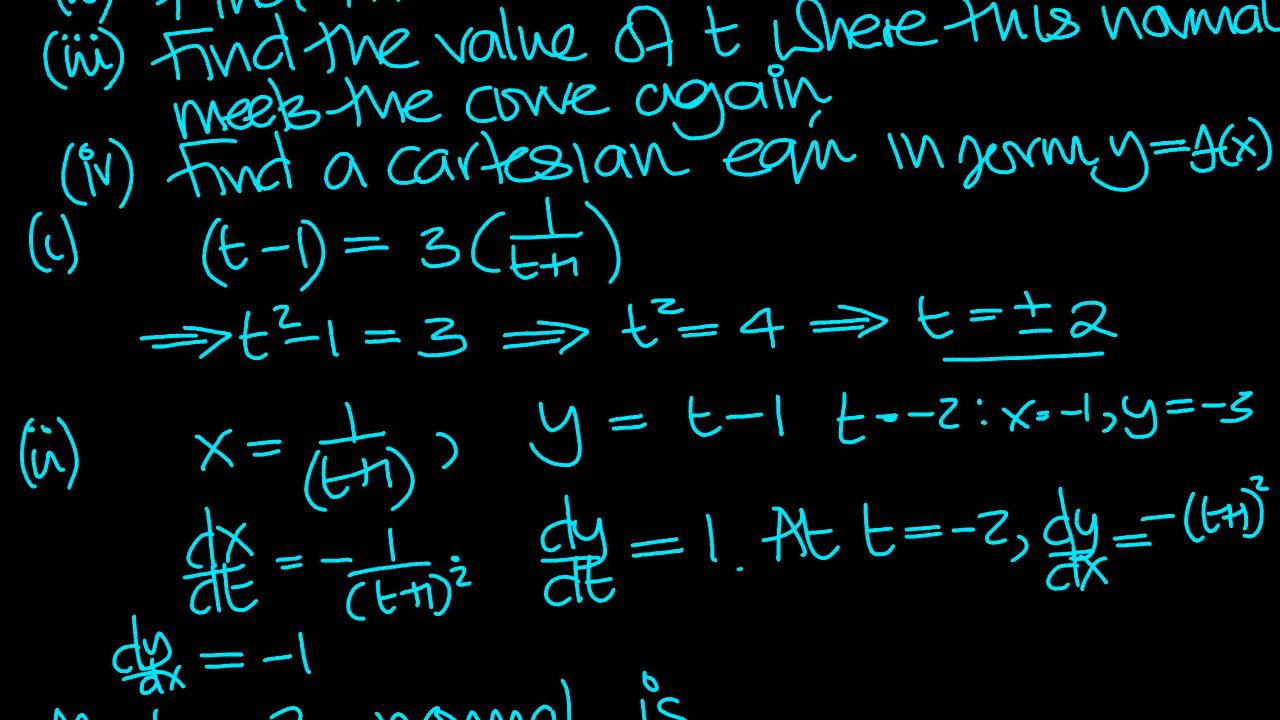 (iii) Find the value of t where this normal
meets the curve again
(iv) Find a cartesian eqn in form y=f(x)
(i) (t-1) = 3(1/(t+1))
⇒ t²-1 = 3 ⇒ t² = 4 ⇒ t = ±2
(ii) x = 1/(t+1), y = t-1 t=-2: x=-1, y=-3
dx/dt = -1/(t+1)² dy/dt = 1. At t=-2, dy/dx = -(t+1)²
dy/dx = -1
normal is